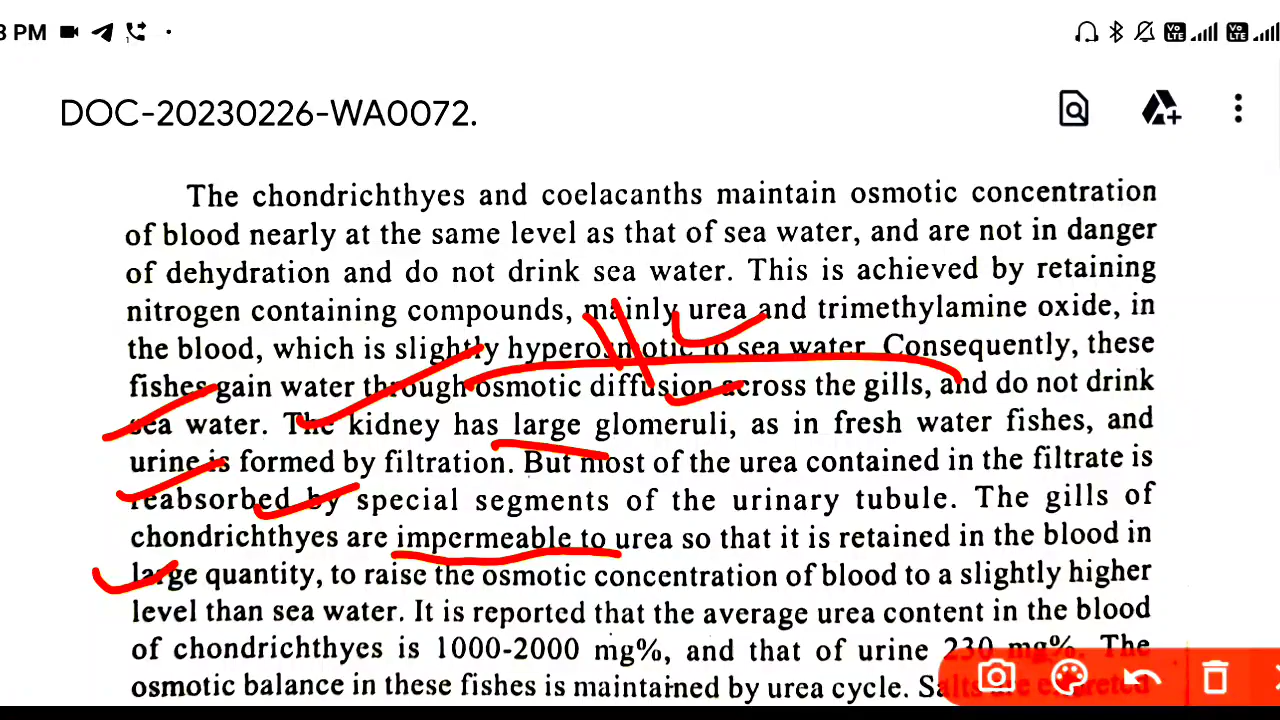 3 PM
VoLTE VoLTE
DOC-20230226-WA0072.
The chondrichthyes and coelacanths maintain osmotic concentration
of blood nearly at the same level as that of sea water, and are not in danger
of dehydration and do not drink sea water. This is achieved by retaining
nitrogen containing compounds, mainly urea and trimethylamine oxide, in
the blood, which is slightly hyperosmotic to sea water. Consequently, these
fishes gain water through osmotic diffusion across the gills, and do not drink
sea water. The kidney has large glomeruli, as in fresh water fishes, and
urine is formed by filtration. But most of the urea contained in the filtrate is
reabsorbed by special segments of the urinary tubule. The gills of
chondrichthyes are impermeable to urea so that it is retained in the blood in
large quantity, to raise the osmotic concentration of blood to a slightly higher
level than sea water. It is reported that the average urea content in the blood
of chondrichthyes is 1000-2000 mg%, and that of urine 230 mg%. The
osmotic balance in these fishes is maintained by urea cycle. Salts are excreted